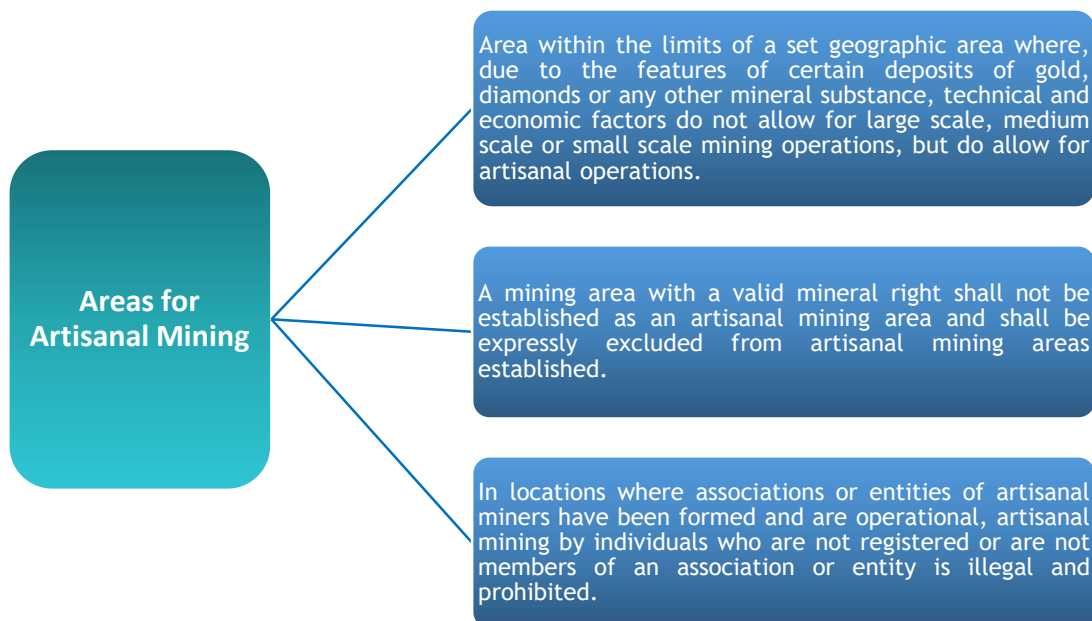 Areas for
Artisanal Mining
Area within the limits of a set geographic area where,
due to the features of certain deposits of gold,
diamonds or any other mineral substance, technical and
economic factors do not allow for large scale, medium
scale or small scale mining operations, but do allow for
artisanal operations.
A mining area with a valid mineral right shall not be
established as an artisanal mining area and shall be
expressly excluded from artisanal mining areas
established.
In locations where associations or entities of artisanal
miners have been formed and are operational, artisanal
mining by individuals who are not registered or are not
members of an association or entity is illegal and
prohibited.